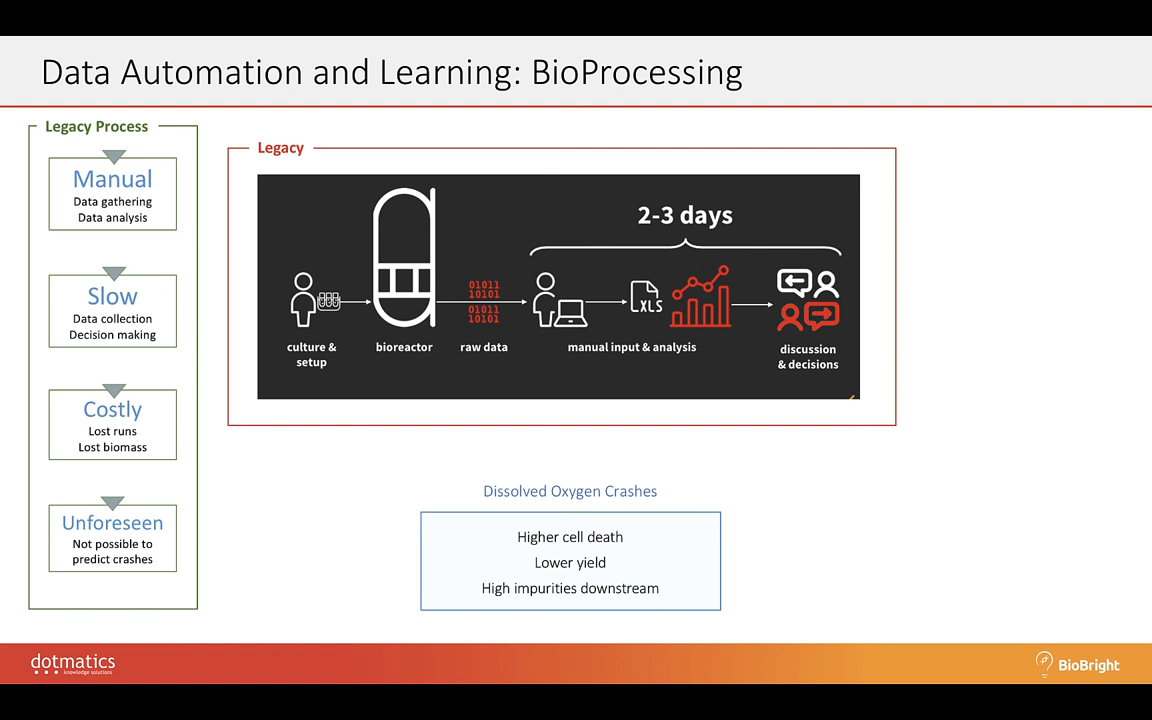 Data Automation and Learning: BioProcessing
Legacy Process
Manual
Data gathering
Data analysis
Slow
Data collection
Decision making
Costly
Lost runs
Lost biomass
Unforeseen
Not possible to
predict crashes
Legacy
2-3 days
01011
10101
01011
10101
XLS
culture &
setup
bioreactor
raw data
manual input & analysis
discussion
& decisions
Dissolved Oxygen Crashes
Higher cell death
Lower yield
High impurities downstream
dotmatics
knowledge solutions
BioBright